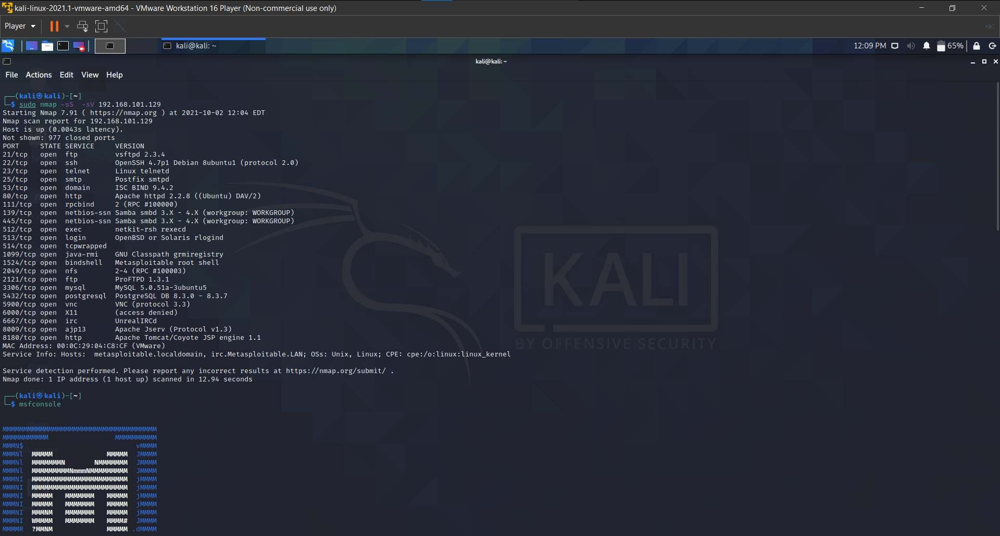 kali-linux-2021.1-vmware-amd64 - VMware Workstation 16 Player (Non-commercial use only)
Player
kali@kali: ~
12:09 PM
65%
kali@kali: ~
File Actions Edit View Help
┌──(kali㉿kali)-[~]
└─$ sudo nmap -sS  -sV 192.168.101.129
Starting Nmap 7.91 ( https://nmap.org ) at 2021-10-02 12:04 EDT
Nmap scan report for 192.168.101.129
Host is up (0.0043s latency).
Not shown: 977 closed ports
PORT     STATE SERVICE     VERSION
21/tcp   open  ftp         vsftpd 2.3.4
22/tcp   open  ssh         OpenSSH 4.7p1 Debian 8ubuntu1 (protocol 2.0)
23/tcp   open  telnet      Linux telnetd
25/tcp   open  smtp        Postfix smtpd
53/tcp   open  domain      ISC BIND 9.4.2
80/tcp   open  http        Apache httpd 2.2.8 ((Ubuntu) DAV/2)
111/tcp  open  rpcbind     2 (RPC #100000)
139/tcp  open  netbios-ssn Samba smbd 3.X - 4.X (workgroup: WORKGROUP)
445/tcp  open  netbios-ssn Samba smbd 3.X - 4.X (workgroup: WORKGROUP)
512/tcp  open  exec        netkit-rsh rexecd
513/tcp  open  login       OpenBSD or Solaris rlogind
514/tcp  open  tcpwrapped
1099/tcp open  java-rmi    GNU Classpath grmiregistry
1524/tcp open  bindshell   Metasploitable root shell
2049/tcp open  nfs         2-4 (RPC #100003)
2121/tcp open  ftp         ProFTPD 1.3.1
3306/tcp open  mysql       MySQL 5.0.51a-3ubuntu5
5432/tcp open  postgresql  PostgreSQL DB 8.3.0 - 8.3.7
5900/tcp open  vnc         VNC (protocol 3.3)
6000/tcp open  X11         (access denied)
6667/tcp open  irc         UnrealIRCd
8009/tcp open  ajp13       Apache Jserv (Protocol v1.3)
8180/tcp open  http        Apache Tomcat/Coyote JSP engine 1.1
MAC Address: 00:0C:29:04:C8:CF (VMware)
Service Info: Hosts:  metasploitable.localdomain, irc.Metasploitable.LAN; OSs: Unix, Linux; CPE: cpe:/o:linux:linux_kernel
Service detection performed. Please report any incorrect results at https://nmap.org/submit/ .
Nmap done: 1 IP address (1 host up) scanned in 12.94 seconds
┌──(kali㉿kali)-[~]
└─$ msfconsole
MMMMMMMMMMMMMMMMMMMMMMMMMMMMMMMMMMMMM
MMMMMMMMMMM                MMMMMMMMMM
MMMN$                           vMMMM
MMMNl  MMMMM             MMMMM  JMMMM
MMMNl  MMMMMMMN       NMMMMMMM  JMMMM
MMMNl  MMMMMMMMMNmmmNMMMMMMMMM  JMMMM
MMMNI  MMMMMMMMMMMMMMMMMMMMMMM  jMMMM
MMMNI  MMMMMMMMMMMMMMMMMMMMMMM  jMMMM
MMMNI  MMMMM   MMMMMMM   MMMMM  jMMMM
MMMNI  MMMMM   MMMMMMM   MMMMM  jMMMM
MMMNI  MMMNM   MMMMMMM   MMMMM  jMMMM
MMMNI  WMMMM   MMMMMMM   MMMM#  JMMMM
MMMMR  ?MMNM             MMMMM .dMMMM
KALI
BY OFFENSIVE SECURITY